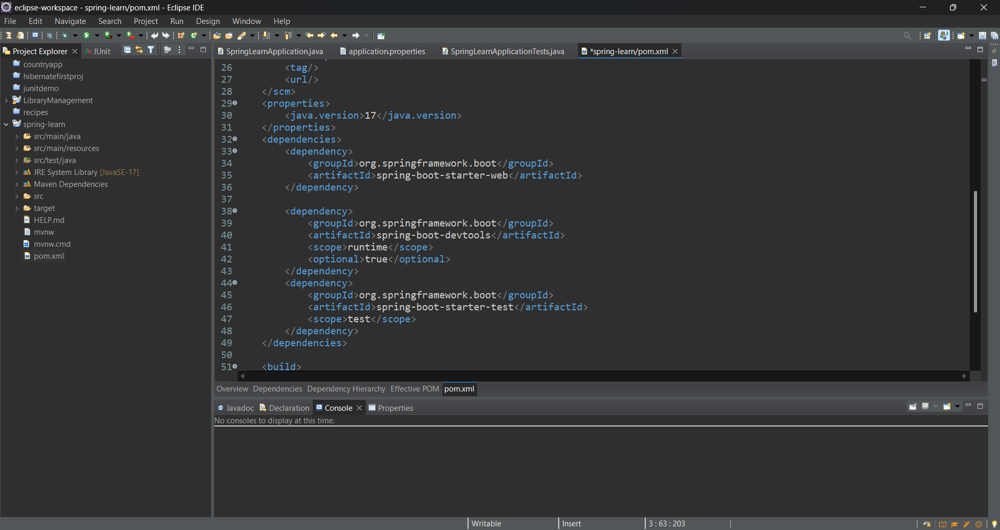 eclipse-workspace - spring-learn/pom.xml - Eclipse IDE
File Edit Navigate Search Project Run Design Window Help
Project Explorer JUnit
countryapp
hibernatefirstproj
junitdemo
LibraryManagement
recipes
spring-learn
src/main/java
src/main/resources
src/test/java
JRE System Library [JavaSE-17]
Maven Dependencies
src
target
HELP.md
mvnw
mvnw.cmd
pom.xml
SpringLearnApplication.java application.properties SpringLearnApplicationTests.java *spring-learn/pom.xml
26 <tag/>
27 <url/>
28 </scm>
29 <properties>
30 <java.version>17</java.version>
31 </properties>
32 <dependencies>
33 <dependency>
34 <groupId>org.springframework.boot</groupId>
35 <artifactId>spring-boot-starter-web</artifactId>
36 </dependency>
37
38 <dependency>
39 <groupId>org.springframework.boot</groupId>
40 <artifactId>spring-boot-devtools</artifactId>
41 <scope>runtime</scope>
42 <optional>true</optional>
43 </dependency>
44 <dependency>
45 <groupId>org.springframework.boot</groupId>
46 <artifactId>spring-boot-starter-test</artifactId>
47 <scope>test</scope>
48 </dependency>
49 </dependencies>
50
51 <build>
Overview Dependencies Dependency Hierarchy Effective POM pom.xml
@ Javadoc Declaration Console Properties
No consoles to display at this time.
Writable Insert 3 : 63 : 203